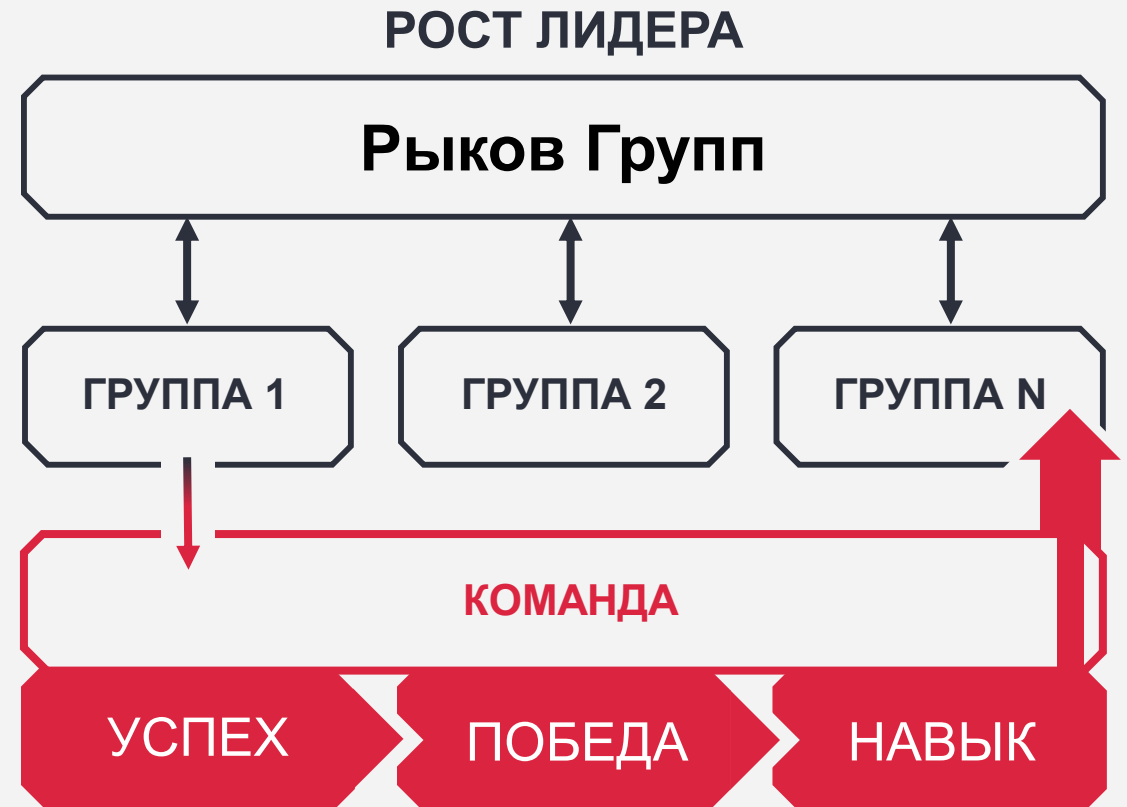 РОСТ ЛИДЕРА
Рыков Групп
ГРУППА 1
ГРУППА 2
ГРУППА N
КОМАНДА
УСПЕХ
ПОБЕДА
НАВЫК